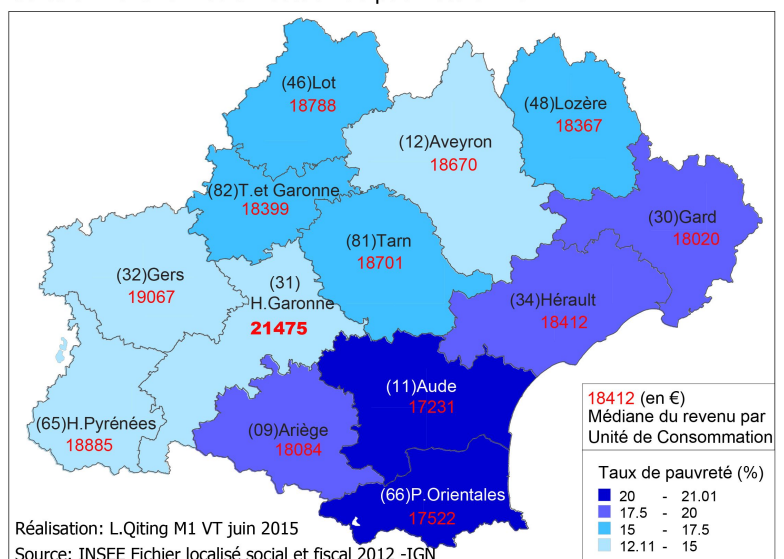 (46)Lot
18788
(48)Lozère
18367
(12)Aveyron
18670
(82)T.et Garonne
18399
(30)Gard
18020
(81)Tarn
18701
(32)Gers
19067
(31)
H.Garonne
21475
(34)Hérault
18412
(11)Aude
17231
(65)H.Pyrénées
18885
(09)Ariège
18084
(66)P.Orientales
17522
18412 (en €)
Médiane du revenu par
Unité de Consommation
Taux de pauvreté (%)
20 - 21.01
17.5 - 20
15 - 17.5
12.11 - 15
Réalisation: L.Qiting M1 VT juin 2015
Source: INSEE Fichier localisé social et fiscal 2012 -IGN